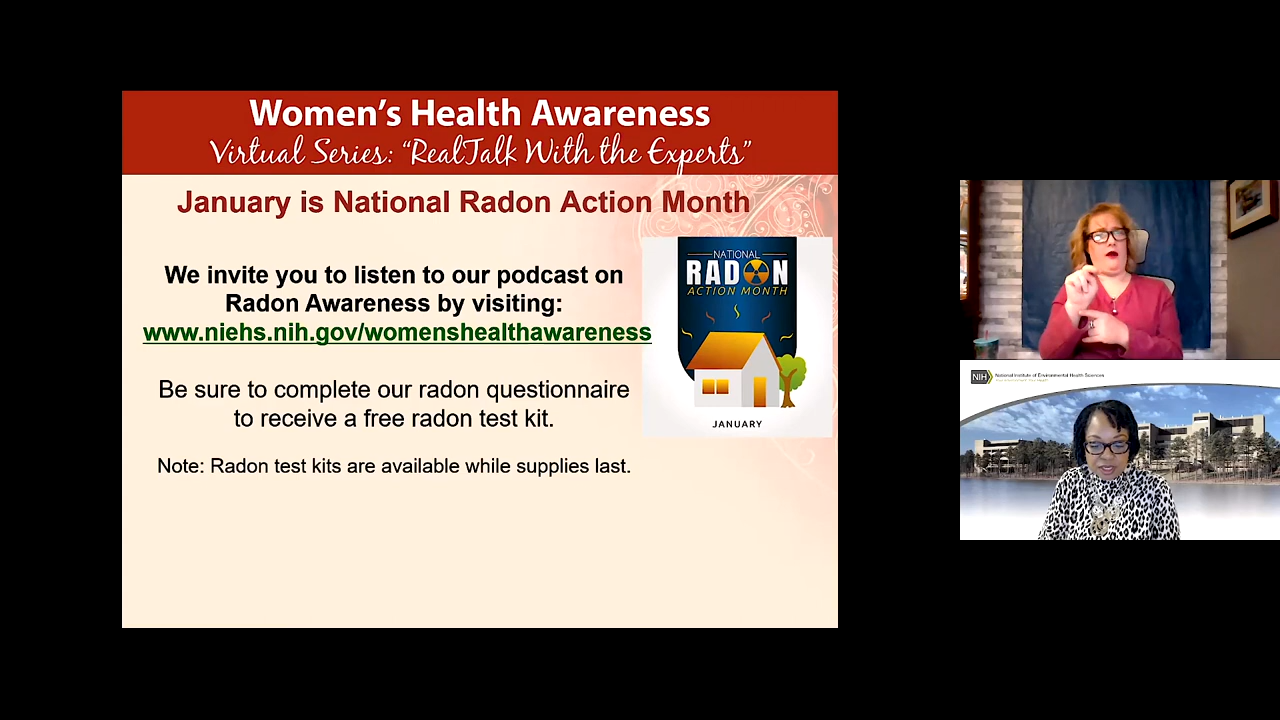 Women's Health Awareness
Virtual Series: "RealTalk With the Experts"
January is National Radon Action Month
We invite you to listen to our podcast on
Radon Awareness by visiting:
www.niehs.nih.gov/womenshealthawareness
Be sure to complete our radon questionnaire
to receive a free radon test kit.
Note: Radon test kits are available while supplies last.
NATIONAL
RADON
ACTION MONTH
JANUARY
NIH
National Institute of Environmental Health Sciences